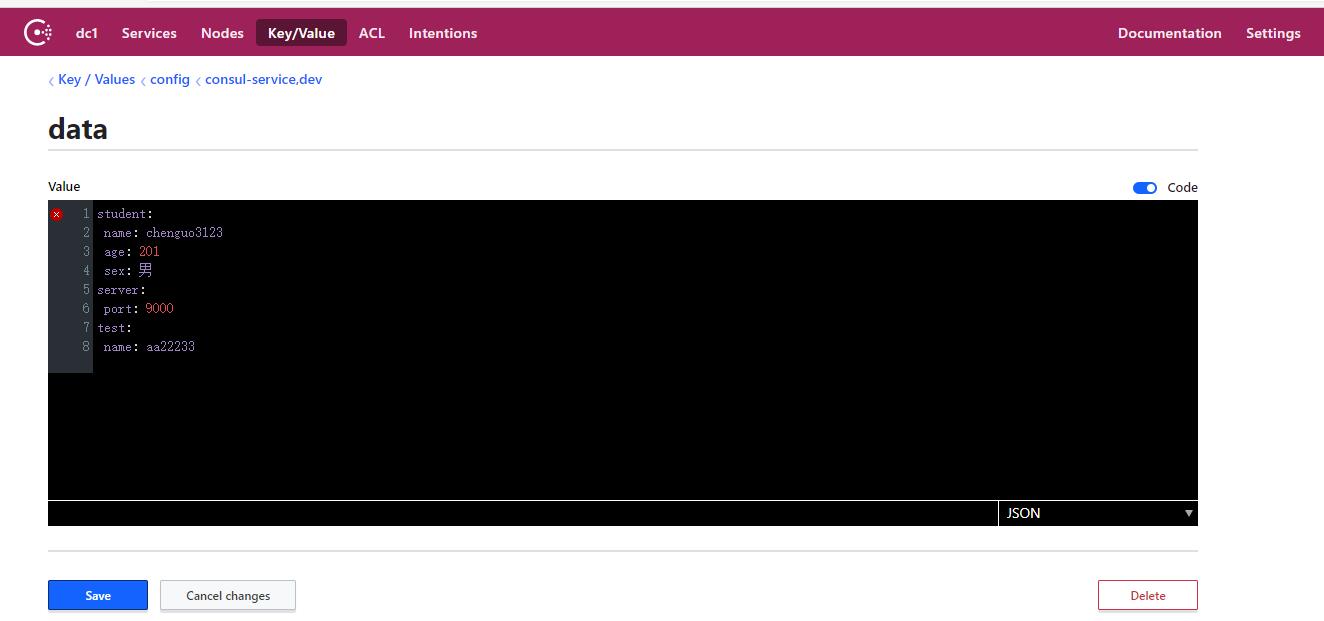 dc1 Services Nodes Key/Value ACL Intentions Documentation Settings
Key / Values config consul-service,dev
data
Value Code
1 student:
2 name: chenguo3123
3 age: 201
4 sex: 男
5 server:
6 port: 9000
7 test:
8 name: aa22233
JSON
Save Cancel changes Delete